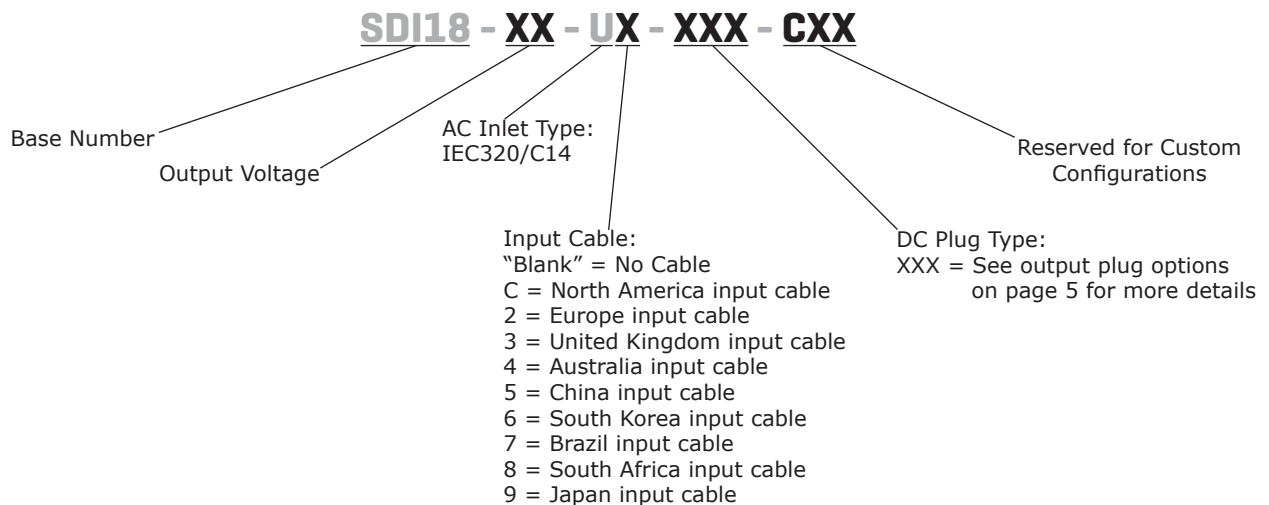 SDI18 - XX - UX - XXX - CXX
Base Number
Output Voltage
AC Inlet Type:
IEC320/C14
Input Cable:
“Blank” = No Cable
C = North America input cable
2 = Europe input cable
3 = United Kingdom input cable
4 = Australia input cable
5 = China input cable
6 = South Korea input cable
7 = Brazil input cable
8 = South Africa input cable
9 = Japan input cable
DC Plug Type:
XXX = See output plug options
on page 5 for more details
Reserved for Custom
Configurations